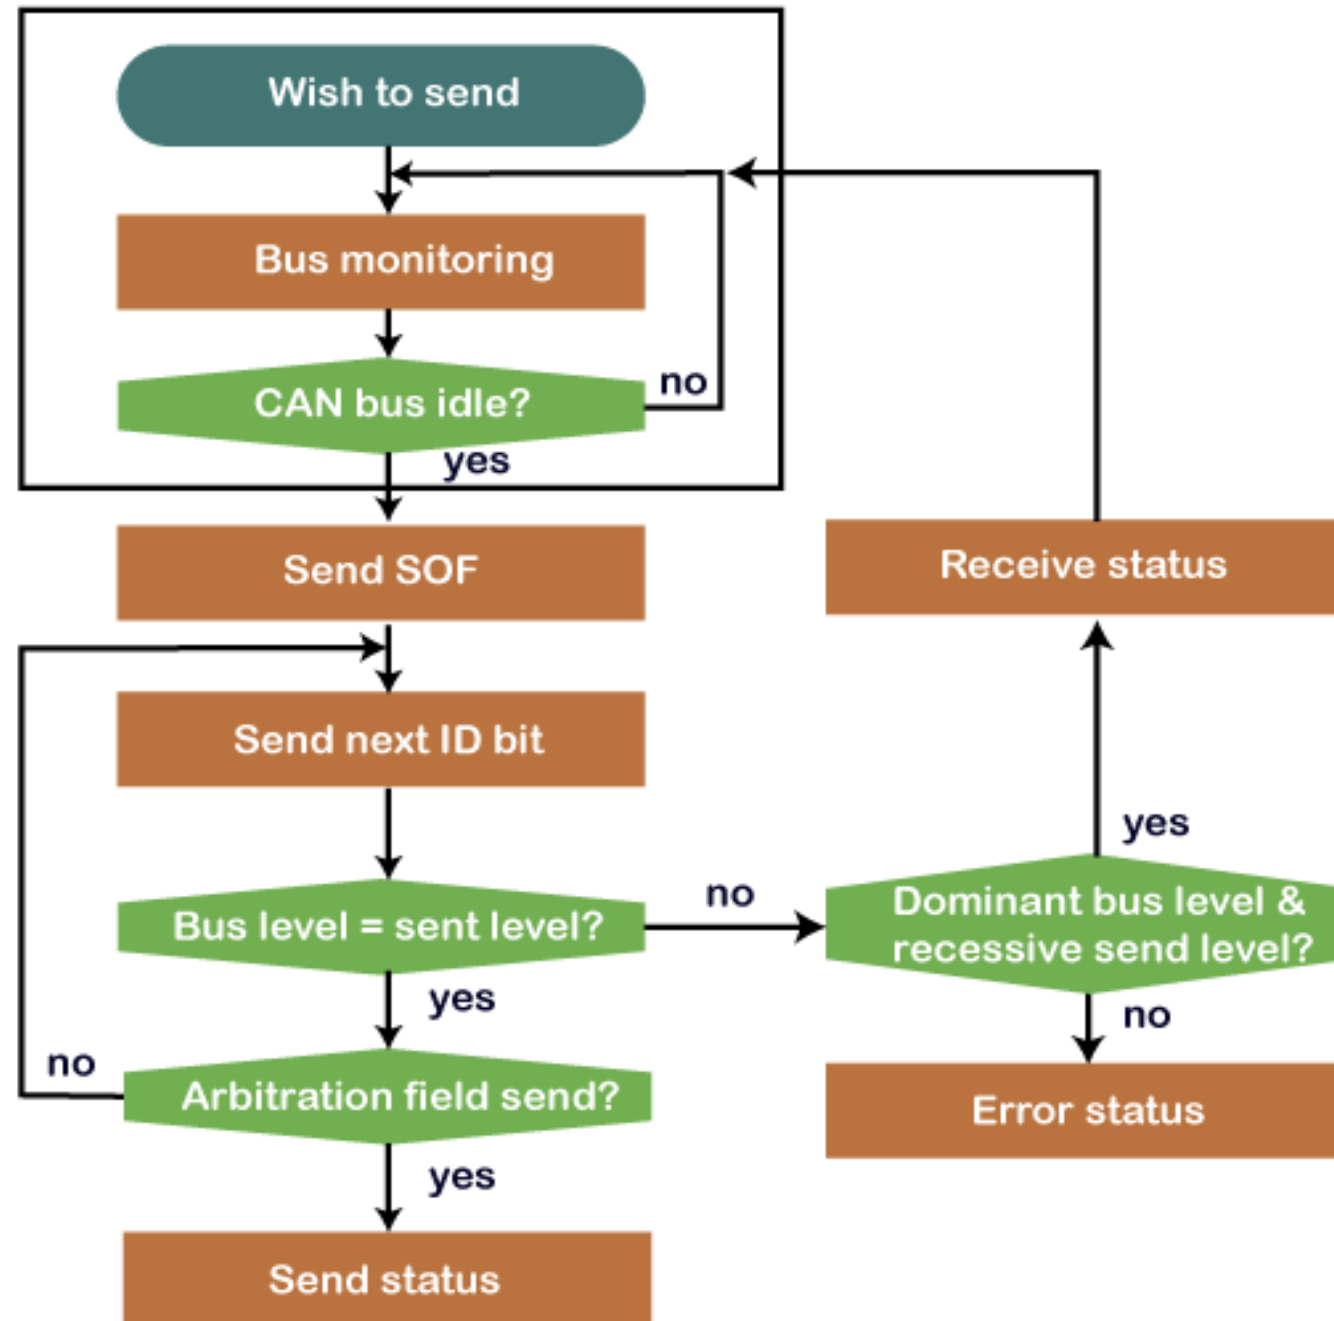 Wish to send
Bus monitoring
CAN bus idle?
no
yes
Send SOF
Receive status
Send next ID bit
yes
Bus level = sent level?
no
Dominant bus level &
recessive send level?
yes
no
no
Arbitration field send?
Error status
yes
Send status